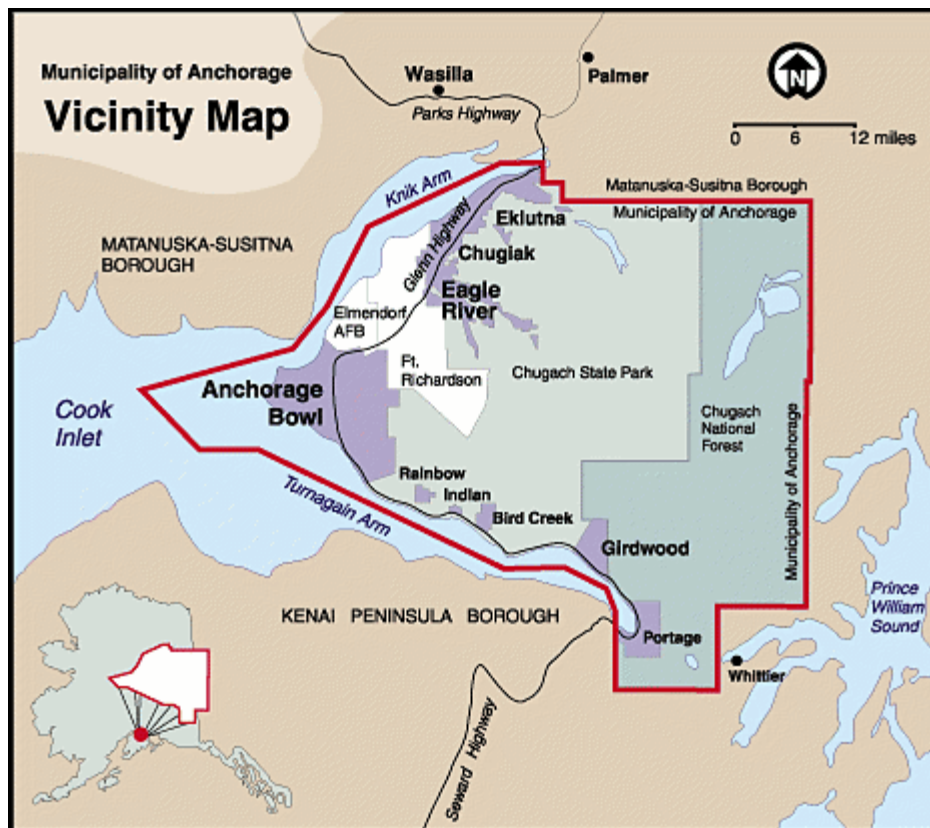 Municipality of Anchorage
Vicinity Map
Wasilla
Palmer
Parks Highway
N
0 6 12 miles
Knik Arm
Matanuska-Susitna Borough
Municipality of Anchorage
MATANUSKA-SUSITNA
BOROUGH
Eklutna
Glenn Highway
Chugiak
Eagle
River
Elmendorf
AFB
Ft.
Richardson
Chugach State Park
Anchorage
Bowl
Cook
Inlet
Chugach
National
Forest
Municipality of Anchorage
Rainbow
Indian
Bird Creek
Turnagain Arm
Girdwood
KENAI PENINSULA BOROUGH
Prince
William
Sound
Portage
Whittier
Seward Highway